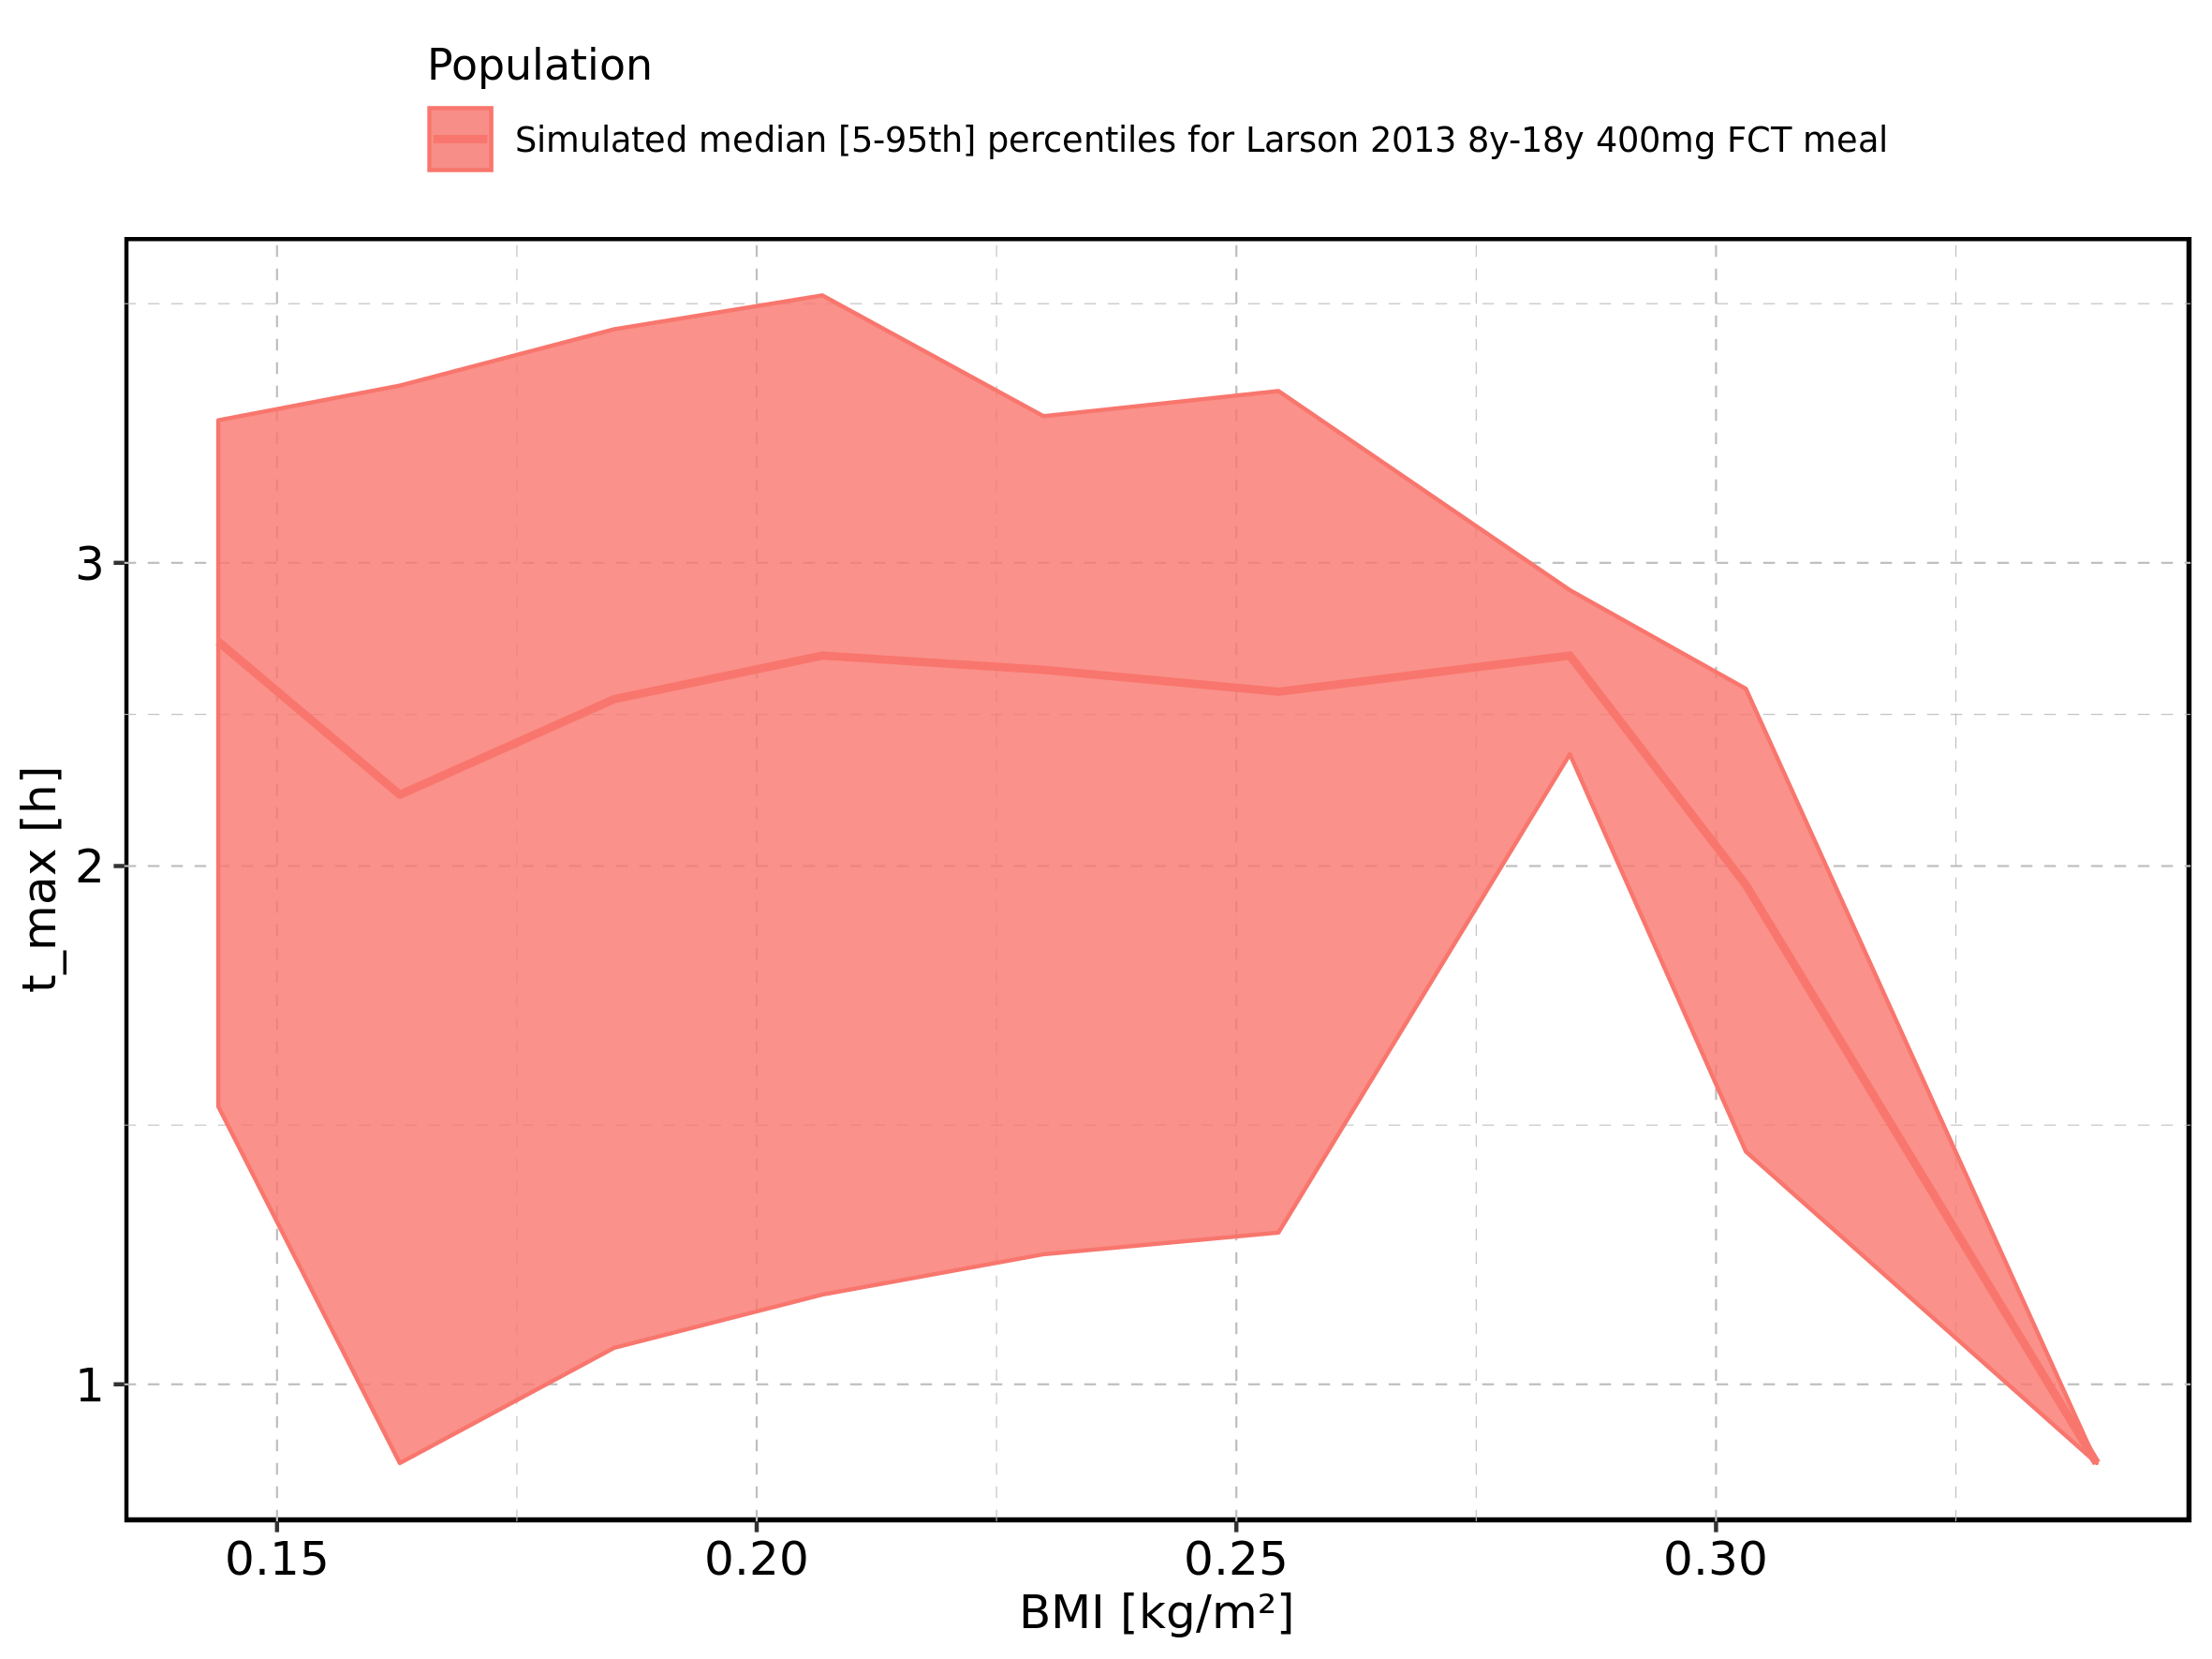 Population
Simulated median [5-95th] percentiles for Larson 2013 8y-18y 400mg FCT meal
t_max [h]
3
2
1
0.15 0.20 0.25 0.30
BMI [kg/m²]